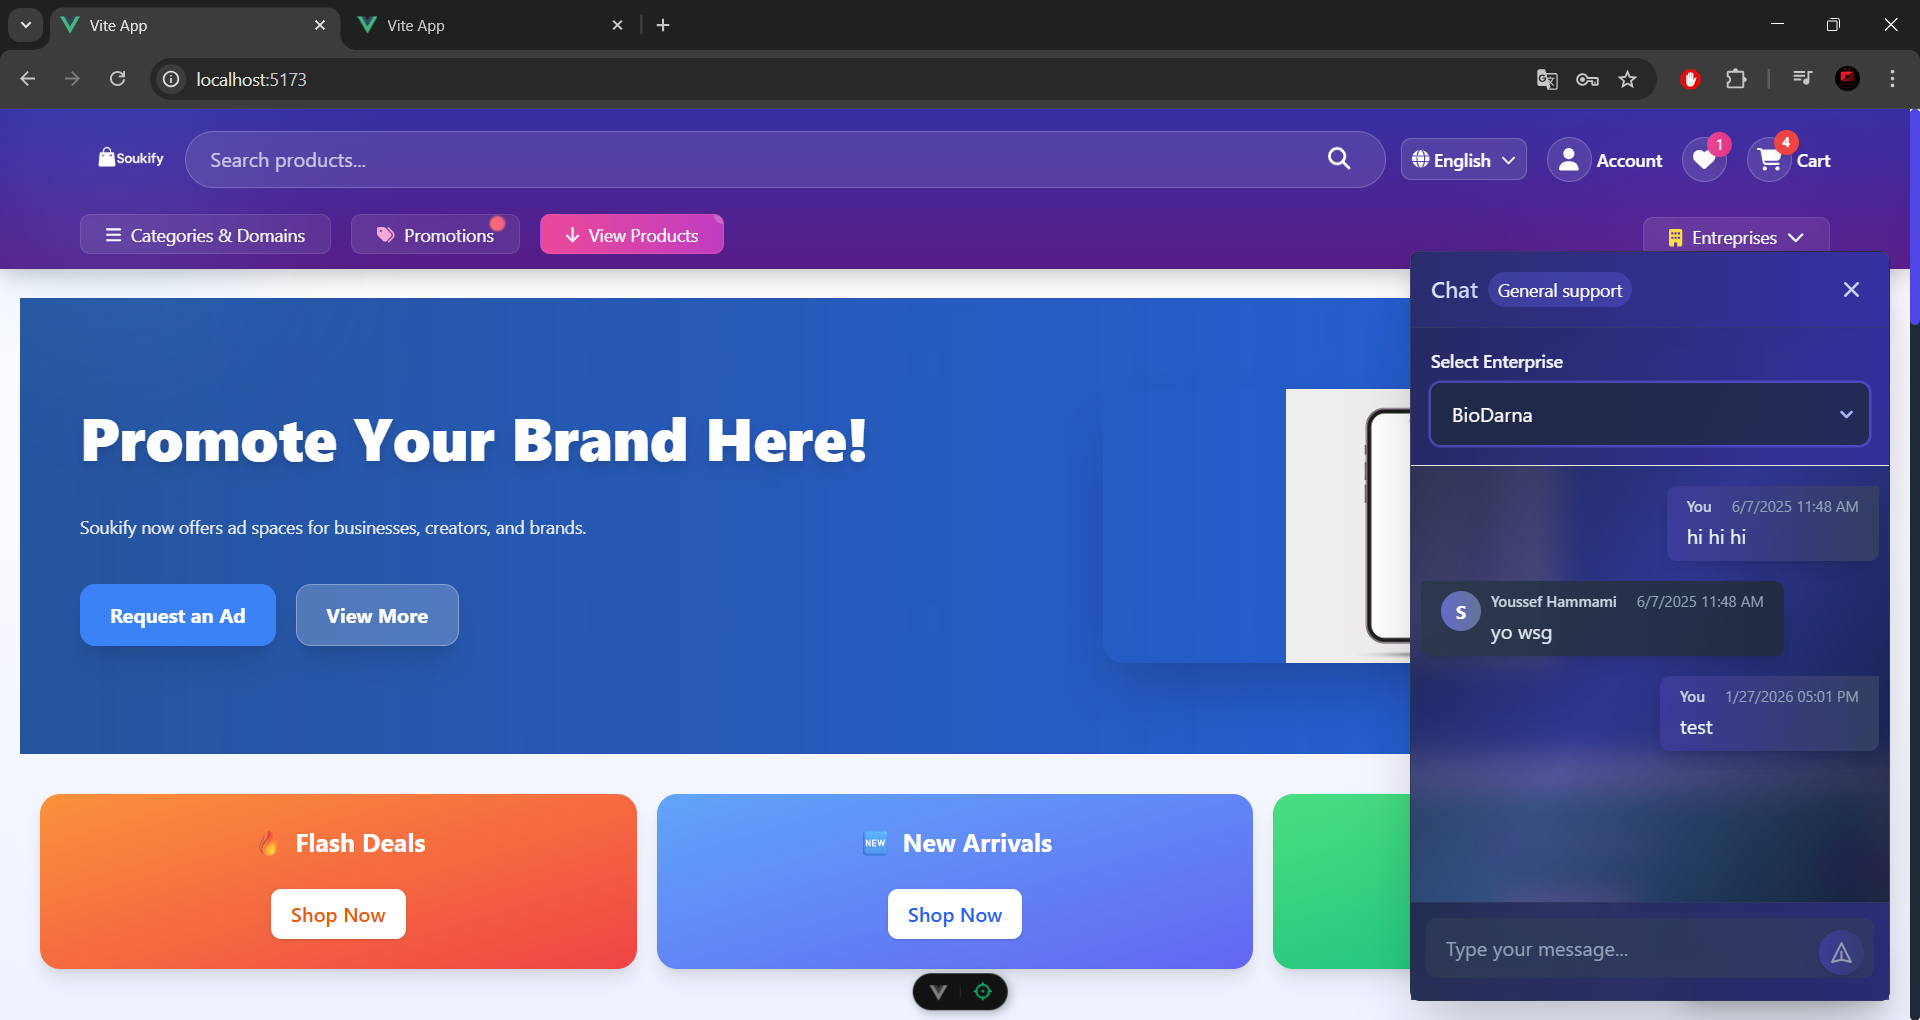 Vite App
Vite App
localhost:5173
Soukify
Search products...
English
Account
1
4
Cart
Categories & Domains
Promotions
View Products
Entreprises
Promote Your Brand Here!
Soukify now offers ad spaces for businesses, creators, and brands.
Request an Ad
View More
Flash Deals
Shop Now
NEW
New Arrivals
Shop Now
Chat
General support
Select Enterprise
BioDarna
You 6/7/2025 11:48 AM
hi hi hi
S
Youssef Hammami 6/7/2025 11:48 AM
yo wsg
You 1/27/2026 05:01 PM
test
Type your message...